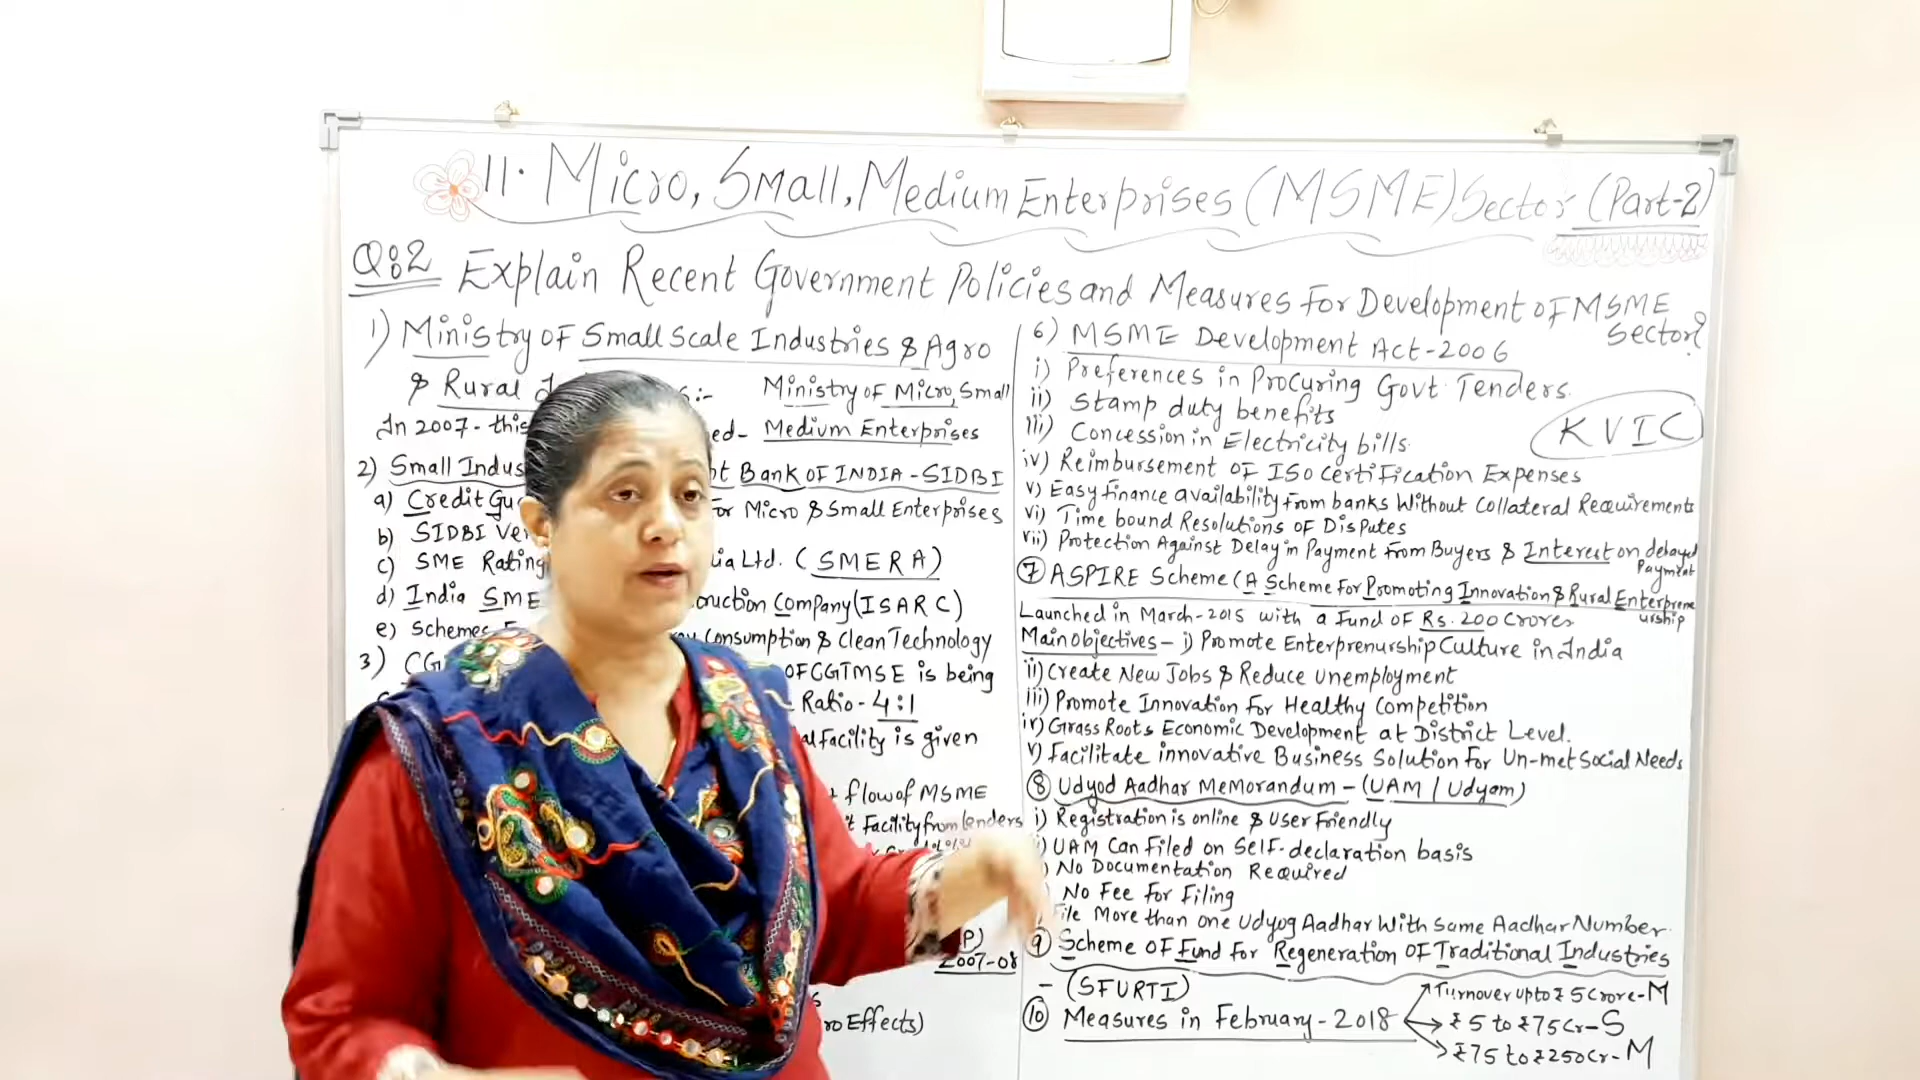 11. Micro, Small, Medium Enterprises (MSME) Sector (Part-2)
Q:2 Explain Recent Government Policies and Measures For Development OF MSME
Sector?
1) Ministry OF Small Scale Industries & Agro
& Rural
:- Ministry of Micro, Small
In 2007 - this
ed- Medium Enterprises
2) Small Indus
Bank OF INDIA - SIDBI
a) Credit Gu
For Micro & Small Enterprises
b) SIDBI Ve
c) SME Rating
ia Ltd. (SMERA)
d) India SME
ruction Company (ISARC)
e) Schemes
Consumption & Clean Technology
3) CG
OF CGTMSE is being
Ratio - 4:1
Facility is given
flow of MSME
Facility from lenders
P)
2007-08
ro Effects)
6) MSME Development Act-2006
i) Preferences in Procuring Govt. Tenders.
ii) Stamp duty benefits
iii) Concession in Electricity bills.
KVIC
iv) Reimbursement OF ISO Certification Expenses
v) Easy finance availability from banks Without Collateral Requirements
vi) Time bound Resolutions OF Disputes
vii) Protection Against Delay in Payment From Buyers & Interest on delayed
Payment
7 ASPIRE Scheme (A Scheme For Promoting Innovation & Rural Enterprene
urship
Launched in March-2015 with a Fund OF Rs. 200 Crores
Main objectives - i) Promote Enterprenurship Culture in India
ii) Create New Jobs & Reduce unemployment
iii) Promote Innovation For Healthy Competition
iv) Grass Roots Economic Development at District Level.
v) Facilitate innovative Business Solution For Un-met Social Needs
8 Udyod Aadhar Memorandum - (UAM / Udyam)
i) Registration is online & User Friendly
) UAM Can Filed on Self-declaration basis
) No Documentation Required
No Fee For Filing
File More than one Udyog Aadhar With Same Aadhar Number.
9 Scheme OF Fund For Regeneration OF Traditional Industries
- (SFURTI)
10 Measures in February - 2018
Turnover upto ₹ 5 Crore - M
₹ 5 to ₹75 Cr - S
₹75 to ₹250 Cr - M